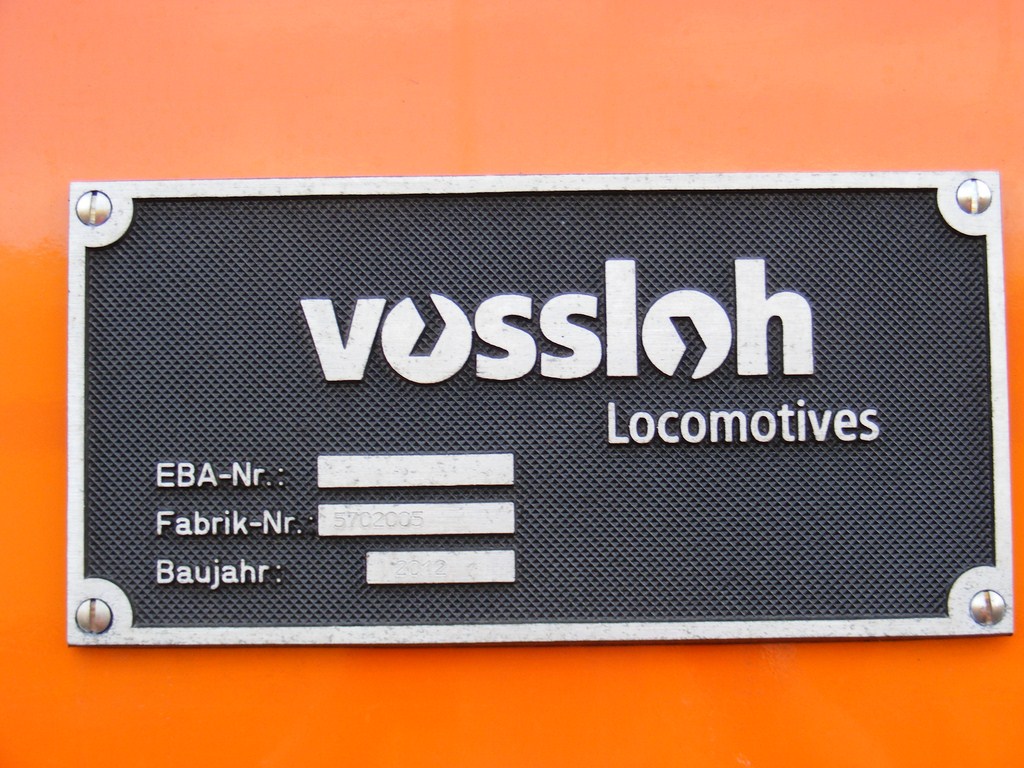 vossloh
Locomotives
EBA-Nr.:
Fabrik-Nr.: 5702005
Baujahr: 2012